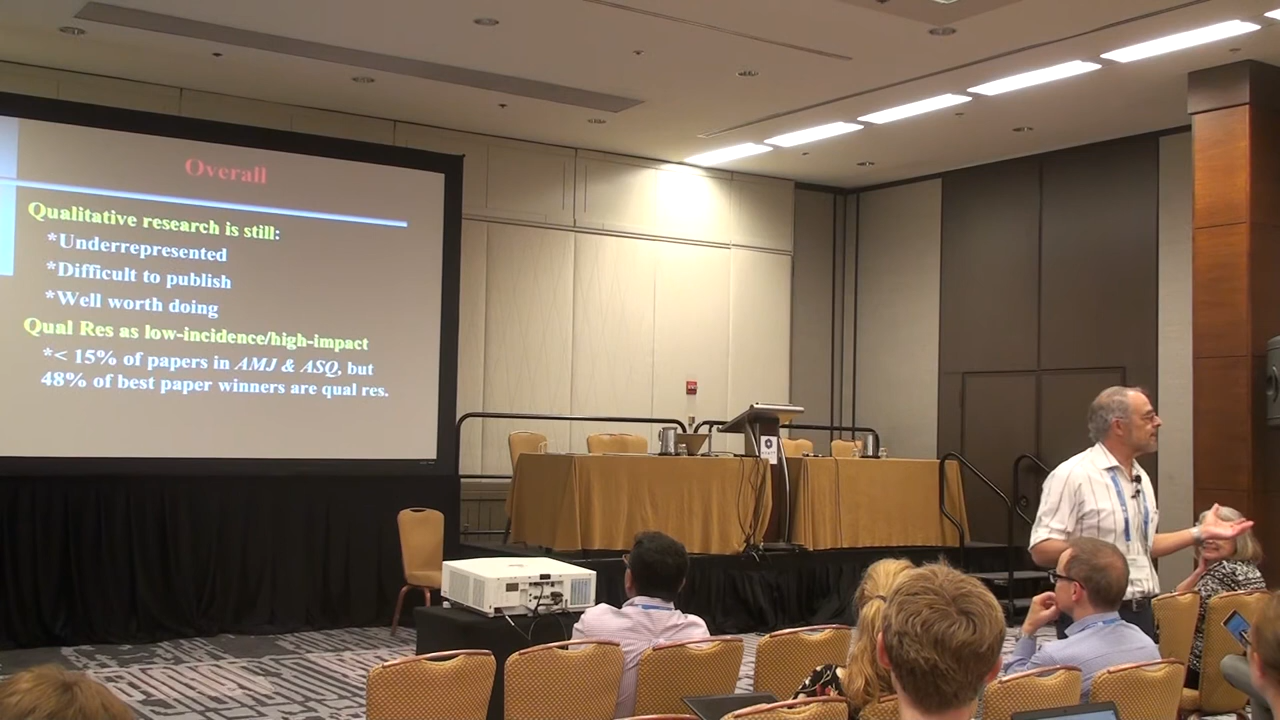 Overall
Qualitative research is still:
*Underrepresented
*Difficult to publish
*Well worth doing
Qual Res as low-incidence/high-impact
*< 15% of papers in AMJ & ASQ, but
48% of best paper winners are qual res.